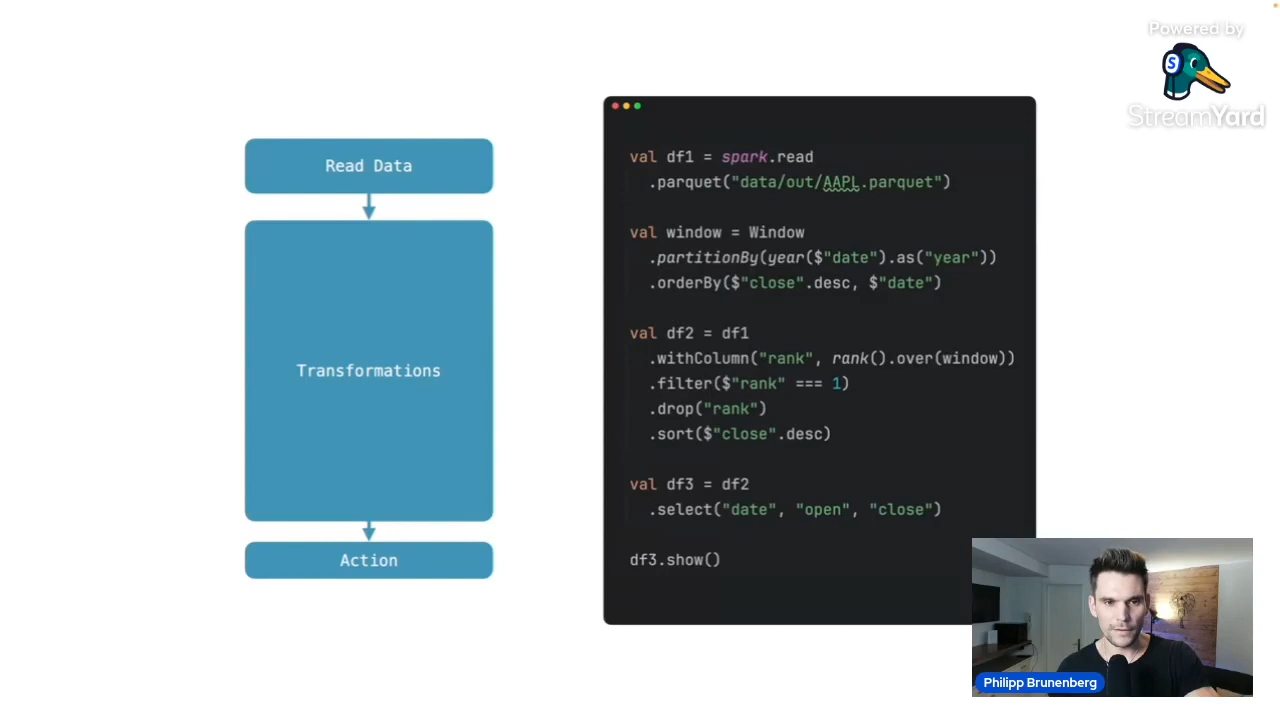 Powered by
S
StreamYard
Read Data
Transformations
Action
val df1 = spark.read
.parquet("data/out/AAPL.parquet")
val window = Window
.partitionBy(year($"date").as("year"))
.orderBy($"close".desc, $"date")
val df2 = df1
.withColumn("rank", rank().over(window))
.filter($"rank" === 1)
.drop("rank")
.sort($"close".desc)
val df3 = df2
.select("date", "open", "close")
df3.show()
Philipp Brunenberg